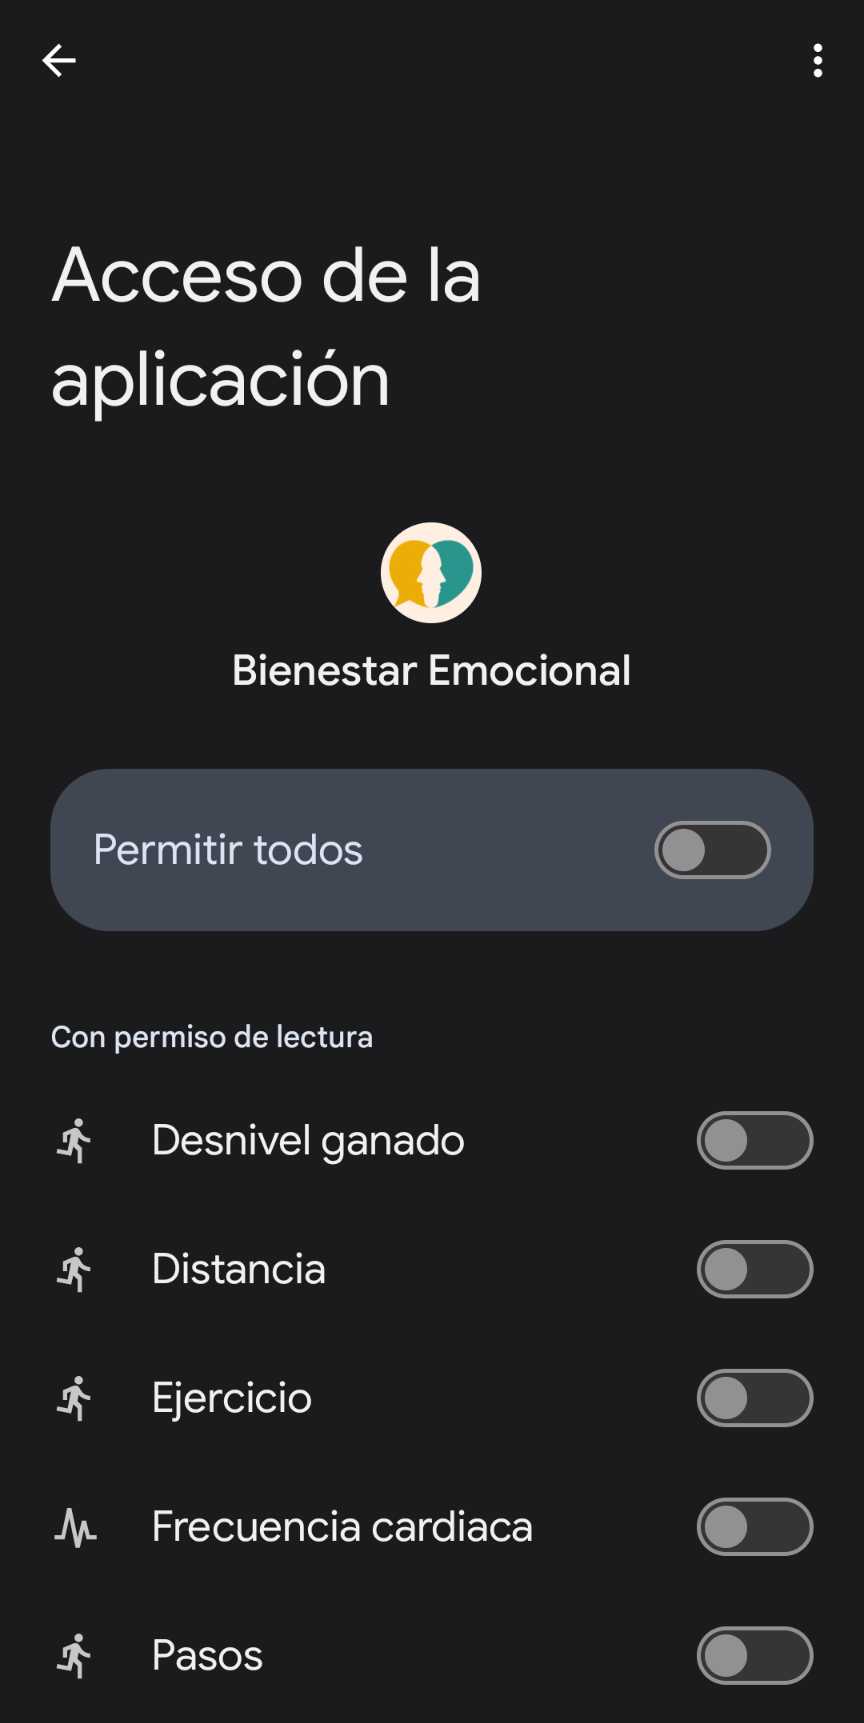 Acceso de la
aplicación
Bienestar Emocional
Permitir todos
Con permiso de lectura
Desnivel ganado
Distancia
Ejercicio
Frecuencia cardiaca
Pasos